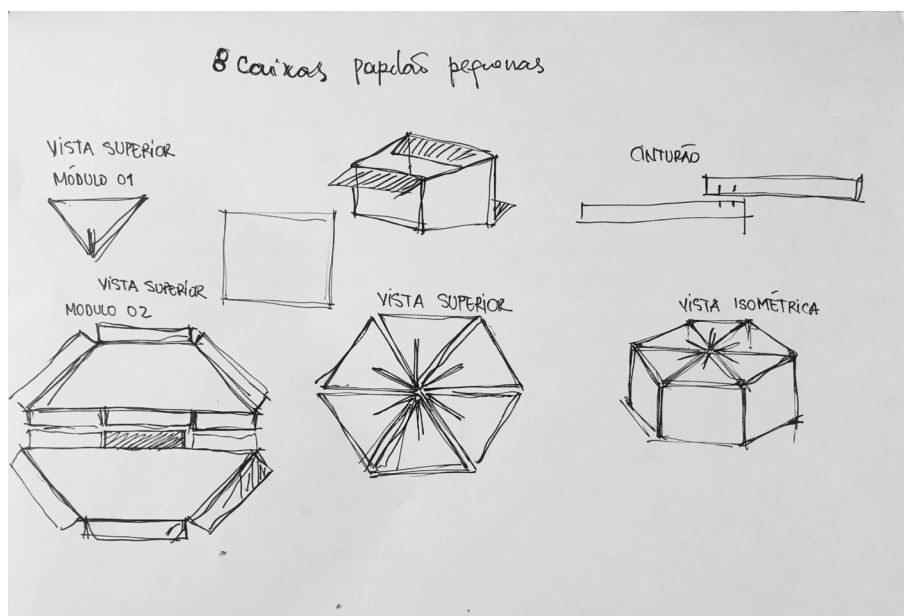 8 Caixas papelão pequenas
VISTA SUPERIOR
MÓDULO 01
CINTURÃO
VISTA SUPERIOR
MODULO 02
VISTA SUPERIOR
VISTA ISOMÉTRICA